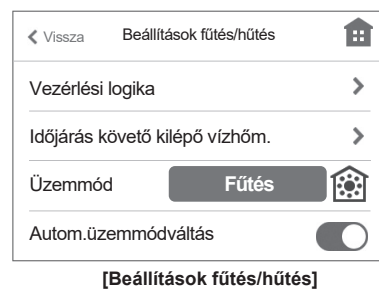 Vissza Beállítások fűtés/hűtés
Vezérlési logika
Időjárás követő kilépő vízhőm.
Üzemmód Fűtés
Autom.üzemmódváltás
[Beállítások fűtés/hűtés]